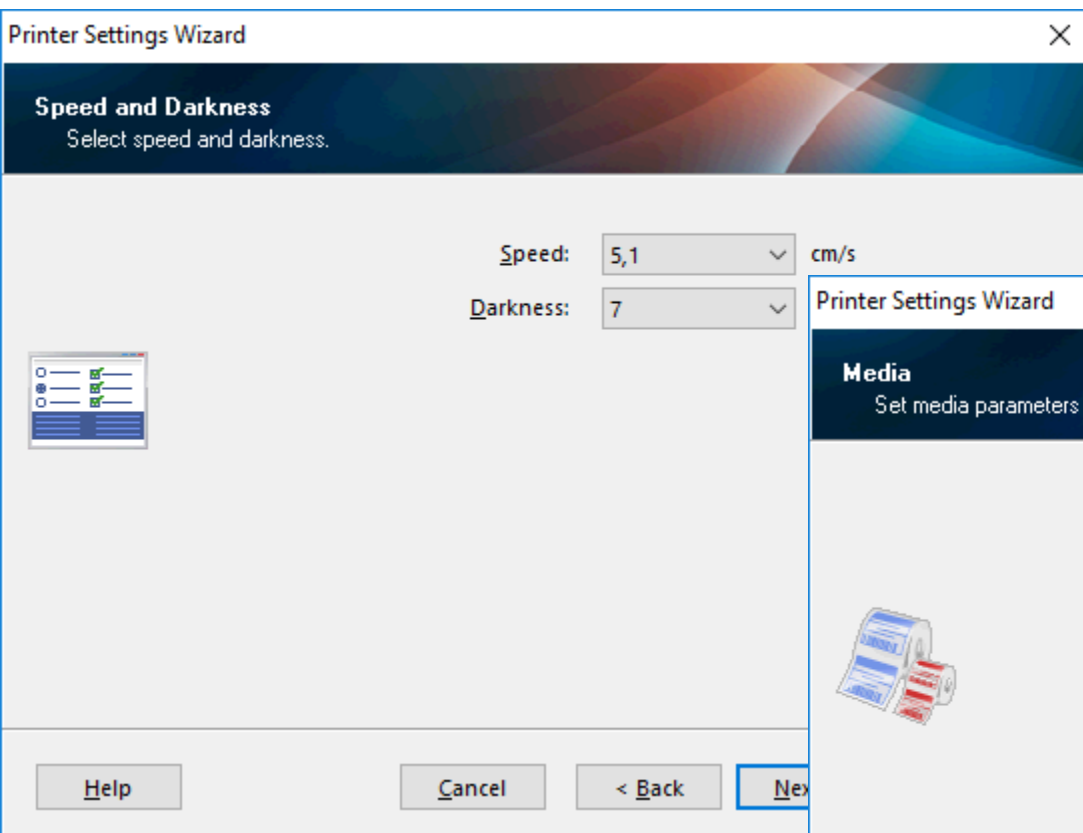 Printer Settings Wizard
Speed and Darkness
Select speed and darkness.
Speed: 5,1 cm/s
Darkness: 7
Printer Settings Wizard
Media
Set media parameters
Help Cancel < Back